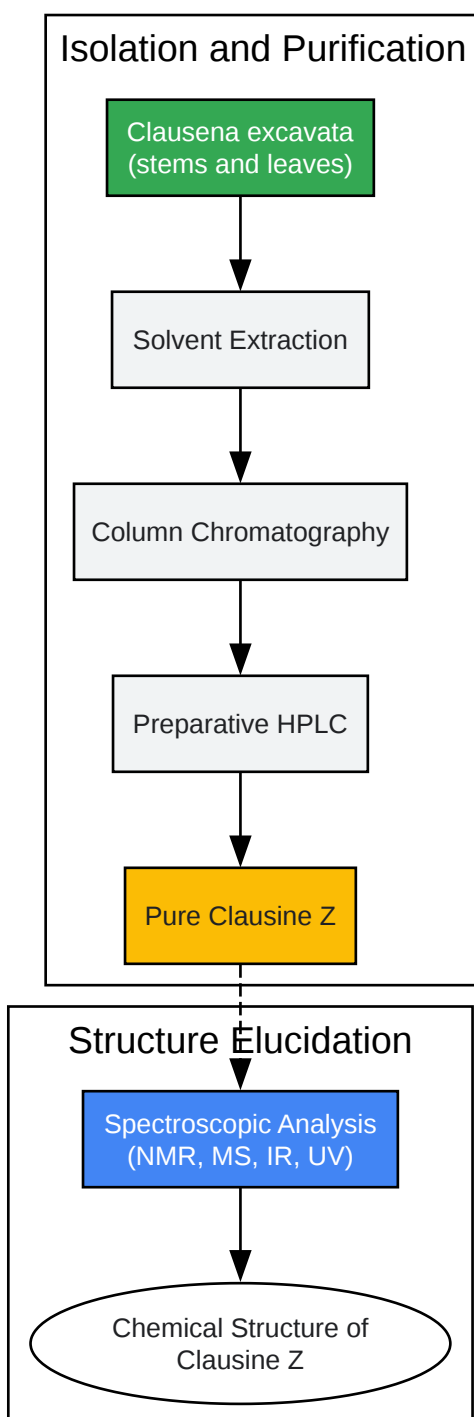 Isolation and Purification
Clausena excavata
(stems and leaves)
Solvent Extraction
Column Chromatography
Preparative HPLC
Pure Clausine Z
Structure Elucidation
Spectroscopic Analysis
(NMR, MS, IR, UV)
Chemical Structure of
Clausine Z